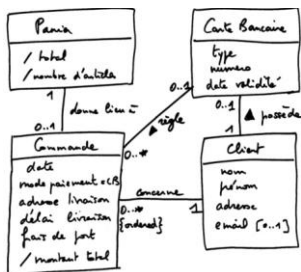 Panier
/ total
/ nombre d'articles
1
donne lieu à
0..1
Commande
date
mode paiement = CB
adresse livraison
délai livraison
frais de port
/ montant total
Carte Bancaire
type
numero
date validité
0..1
règle
0..*
0..1
possède
1
Client
nom
prénom
adresse
email [0..1]
concerne
0..*
{ordered}
1